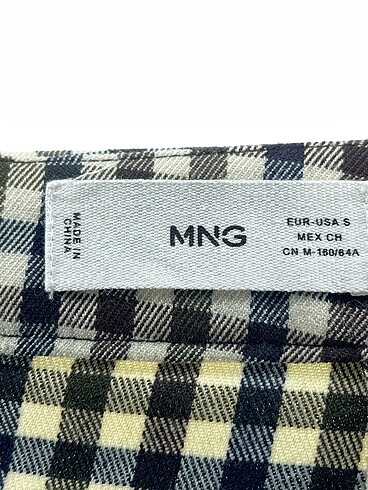 MADE IN
CHINA
MNG
EUR-USA S
MEX CH
CN M-160/64A